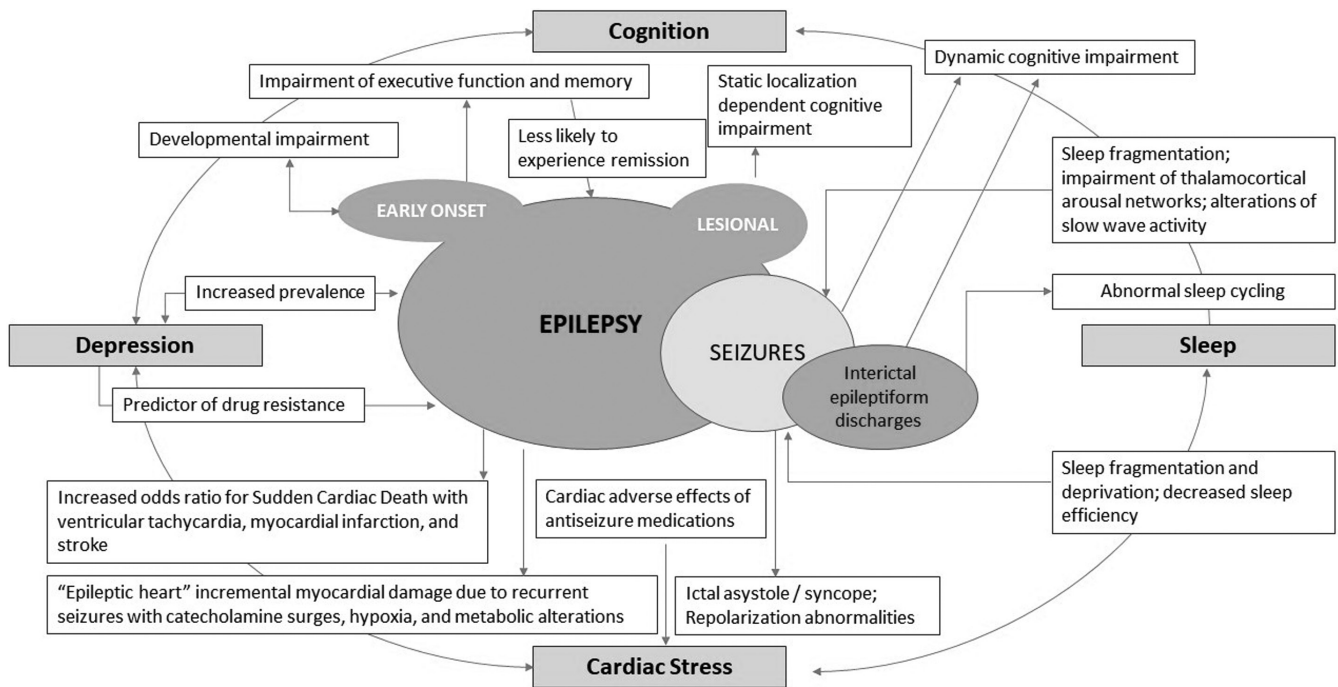 Cognition
Dynamic cognitive impairment
Impairment of executive function and memory
Static localization
dependent cognitive
impairment
Developmental impairment
Less likely to
experience remission
Sleep fragmentation;
impairment of thalamocortical
arousal networks; alterations of
slow wave activity
EARLY ONSET
LESIONAL
Increased prevalence
Abnormal sleep cycling
EPILEPSY
Depression
SEIZURES
Sleep
Interictal
epileptiform
discharges
Predictor of drug resistance
Sleep fragmentation and
deprivation; decreased sleep
efficiency
Increased odds ratio for Sudden Cardiac Death with
ventricular tachycardia, myocardial infarction, and
stroke
Cardiac adverse effects of
antiseizure medications
“Epileptic heart” incremental myocardial damage due to recurrent
seizures with catecholamine surges, hypoxia, and metabolic alterations
Ictal asystole / syncope;
Repolarization abnormalities
Cardiac Stress